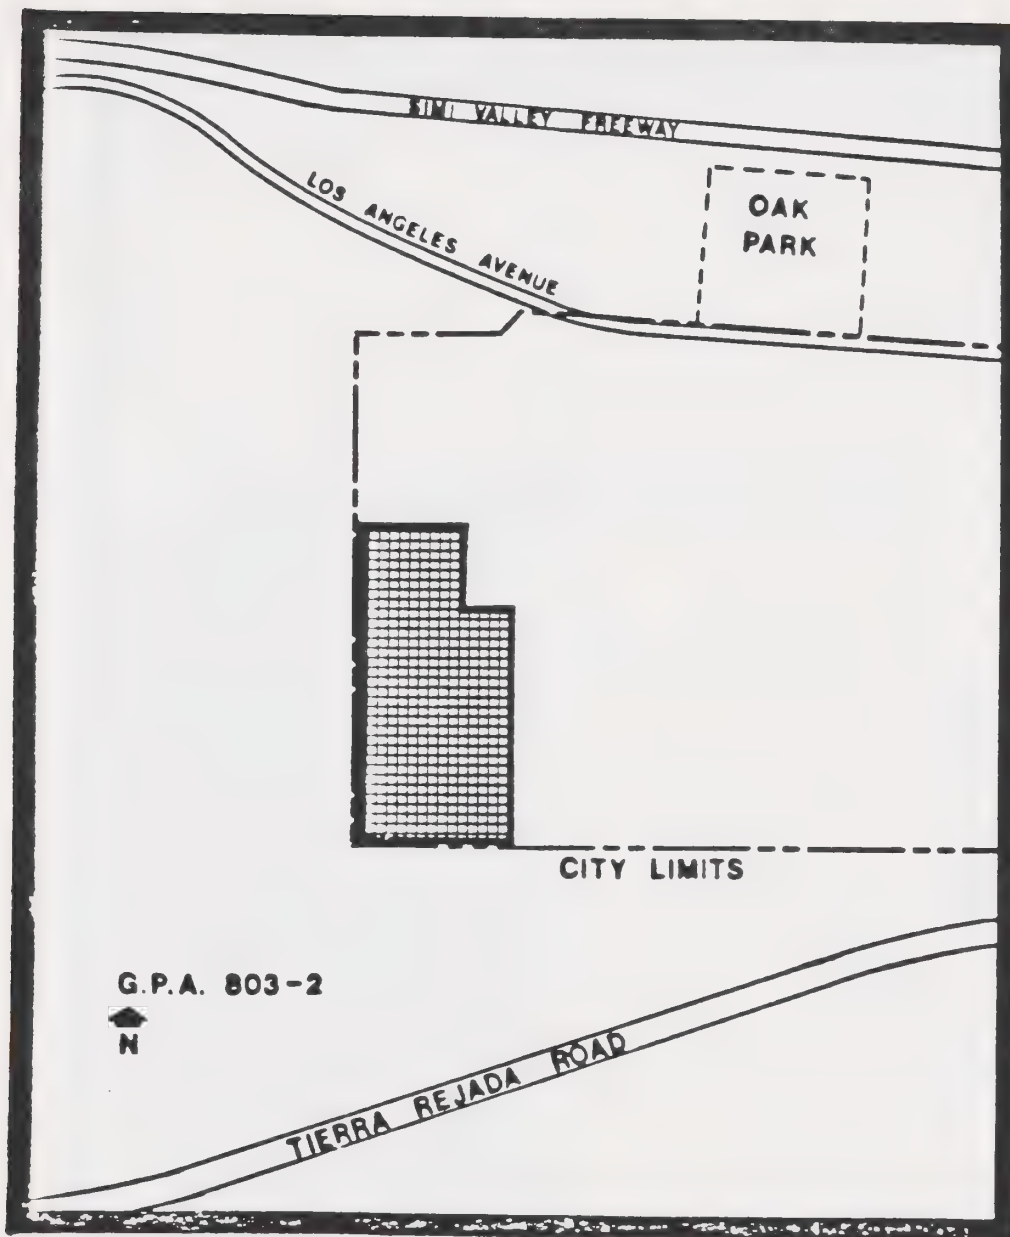 SIMI VALLEY FREEWAY
LOS ANGELES AVENUE
OAK
PARK
CITY LIMITS
G.P.A. 803-2
N
TIERRA REJADA ROAD